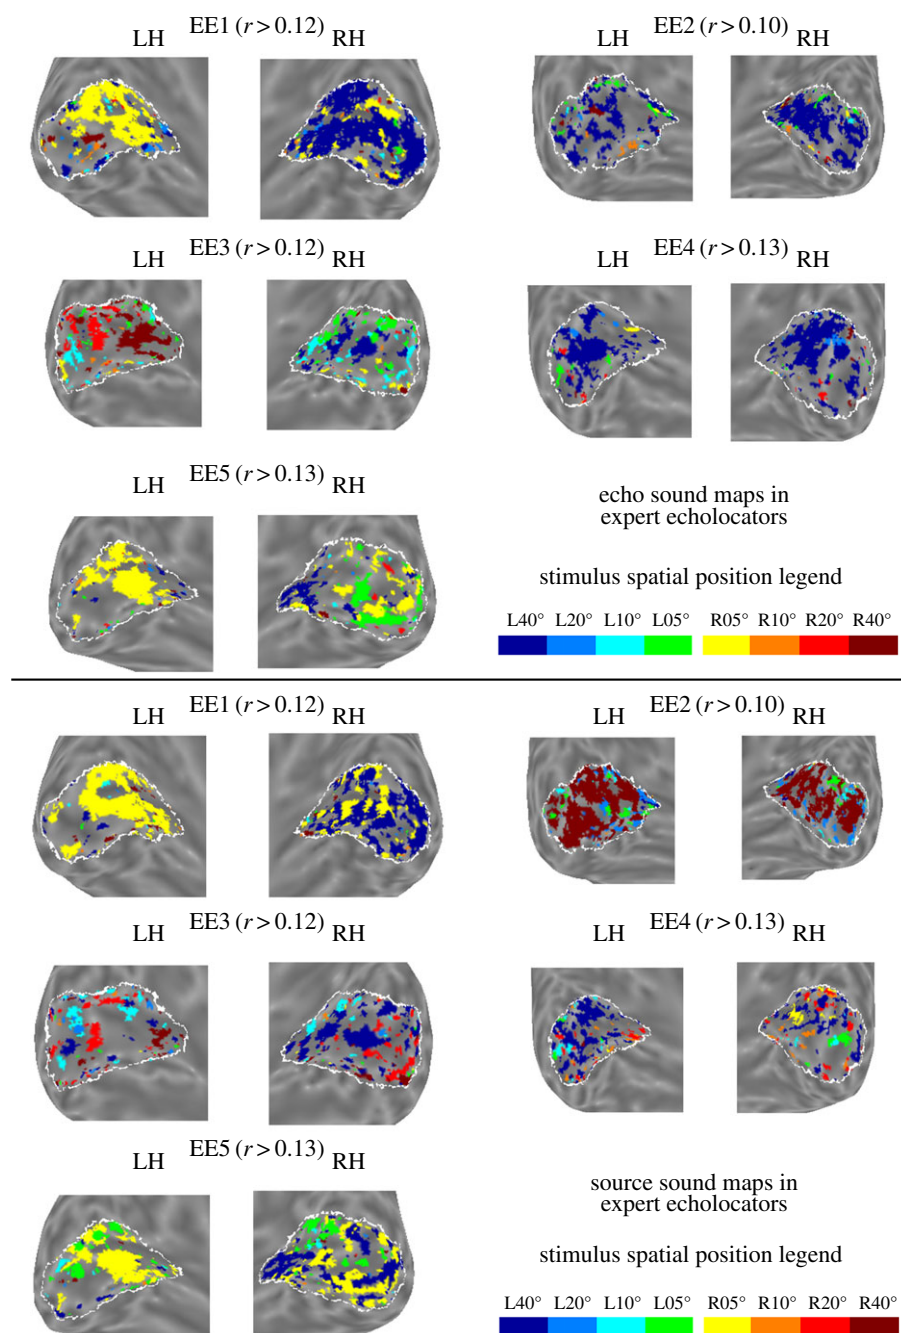 EE1 (r > 0.12)
LH RH
EE2 (r > 0.10)
LH RH
EE3 (r > 0.12)
LH RH
EE4 (r > 0.13)
LH RH
EE5 (r > 0.13)
LH RH
echo sound maps in
expert echolocators
stimulus spatial position legend
L40° L20° L10° L05° R05° R10° R20° R40°
EE1 (r > 0.12)
LH RH
EE2 (r > 0.10)
LH RH
EE3 (r > 0.12)
LH RH
EE4 (r > 0.13)
LH RH
EE5 (r > 0.13)
LH RH
source sound maps in
expert echolocators
stimulus spatial position legend
L40° L20° L10° L05° R05° R10° R20° R40°